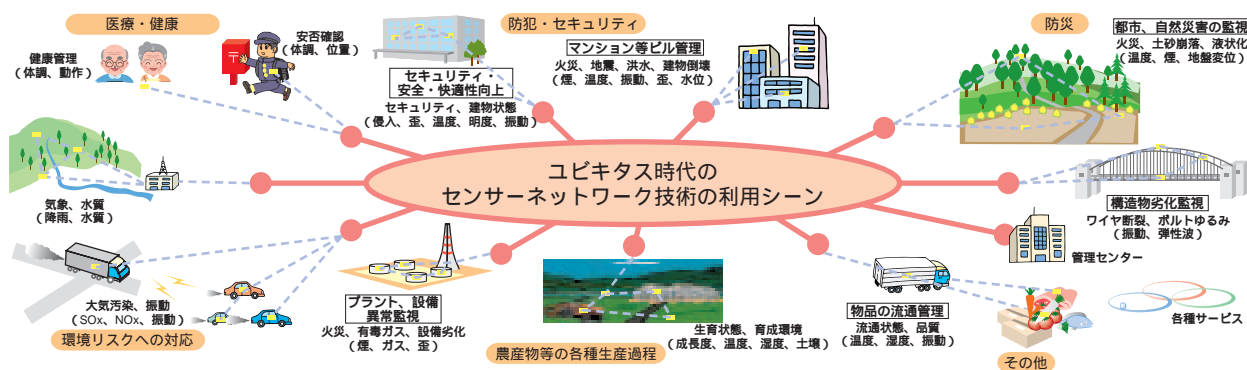 医療・健康
健康管理
(体調、動作)
安否確認
(体調、位置)
〒
防犯・セキュリティ
セキュリティ・
安全・快適性向上
セキュリティ、建物状態
(侵入、歪、温度、明度、振動)
マンション等ビル管理
火災、地震、洪水、建物倒壊
(煙、温度、振動、歪、水位)
防災
都市、自然災害の監視
火災、土砂崩落、液状化
(温度、煙、地盤変位)
ユビキタス時代の
センサーネットワーク技術の利用シーン
気象、水質
(降雨、水質)
構造物劣化監視
ワイヤ断裂、ボルトゆるみ
(振動、弾性波)
管理センター
大気汚染、振動
(SOx、NOx、振動)
環境リスクへの対応
プラント、設備
異常監視
火災、有毒ガス、設備劣化
(煙、ガス、歪)
生育状態、育成環境
(成長度、温度、湿度、土壌)
農産物等の各種生産過程
物品の流通管理
流通状態、品質
(温度、湿度、振動)
各種サービス
その他